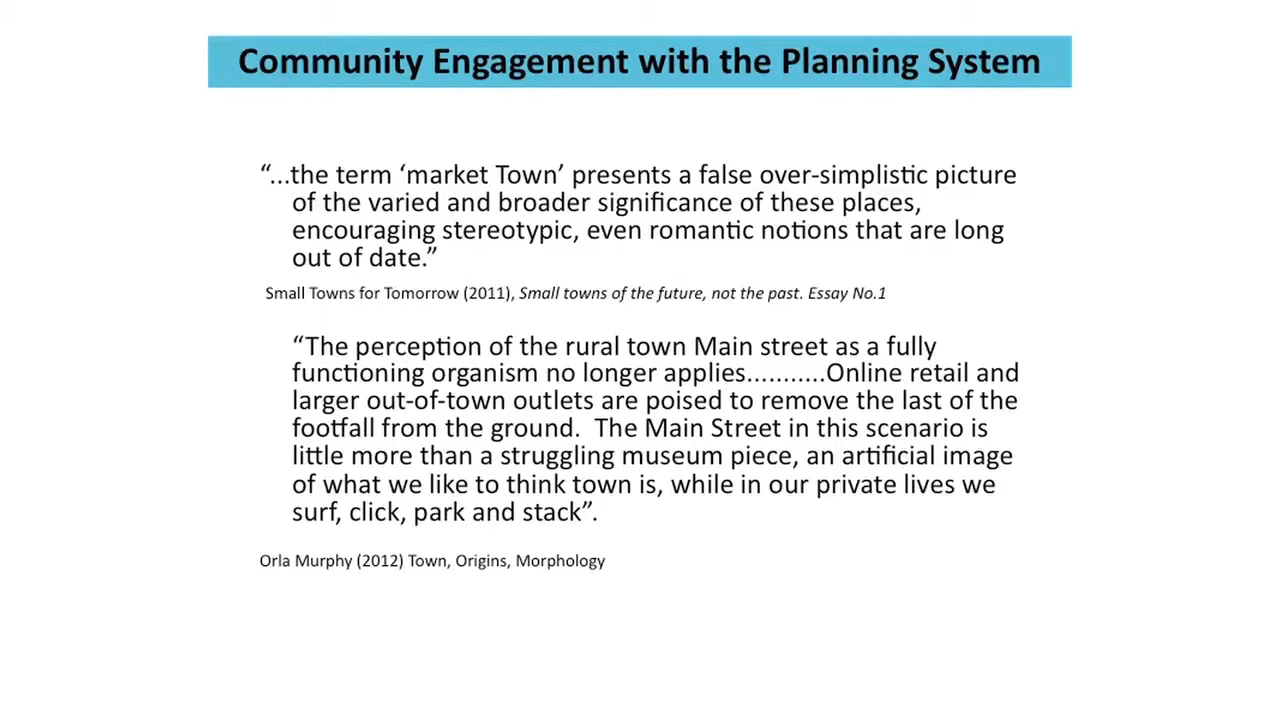 Community Engagement with the Planning System
“...the term ‘market Town’ presents a false over-simplistic picture
of the varied and broader significance of these places,
encouraging stereotypic, even romantic notions that are long
out of date.”
Small Towns for Tomorrow (2011), Small towns of the future, not the past. Essay No.1
“The perception of the rural town Main street as a fully
functioning organism no longer applies...........Online retail and
larger out-of-town outlets are poised to remove the last of the
footfall from the ground.  The Main Street in this scenario is
little more than a struggling museum piece, an artificial image
of what we like to think town is, while in our private lives we
surf, click, park and stack”.
Orla Murphy (2012) Town, Origins, Morphology